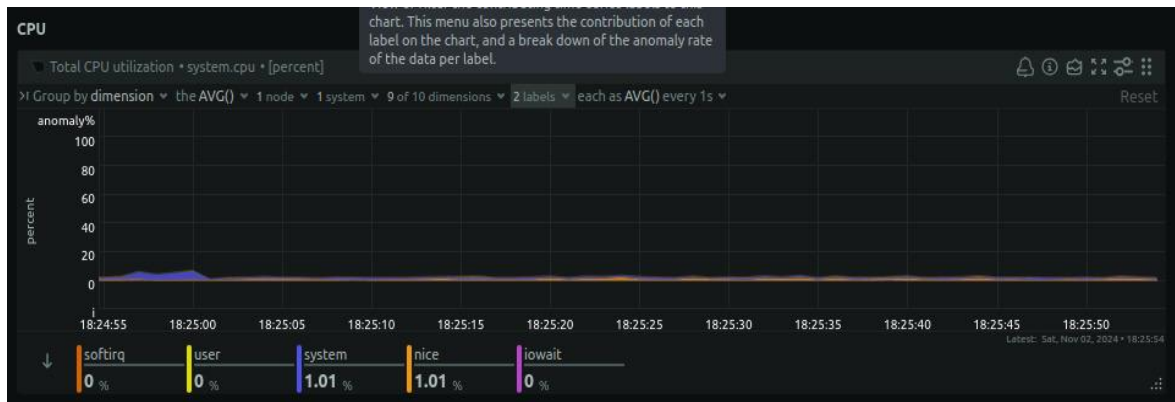 CPU
chart. This menu also presents the contribution of each
label on the chart, and a break down of the anomaly rate
of the data per label.
Total CPU utilization • system.cpu • [percent]
Group by dimension the AVG() 1 node 1 system 9 of 10 dimensions 2 labels each as AVG() every 1s Reset
anomaly%
100
80
60
40
20
0
percent
i
18:24:55 18:25:00 18:25:05 18:25:10 18:25:15 18:25:20 18:25:25 18:25:30 18:25:35 18:25:40 18:25:45 18:25:50
Latest: Sat, Nov 02, 2024 • 18:25:54
softirq user system nice iowait
0 % 0 % 1.01 % 1.01 % 0 %